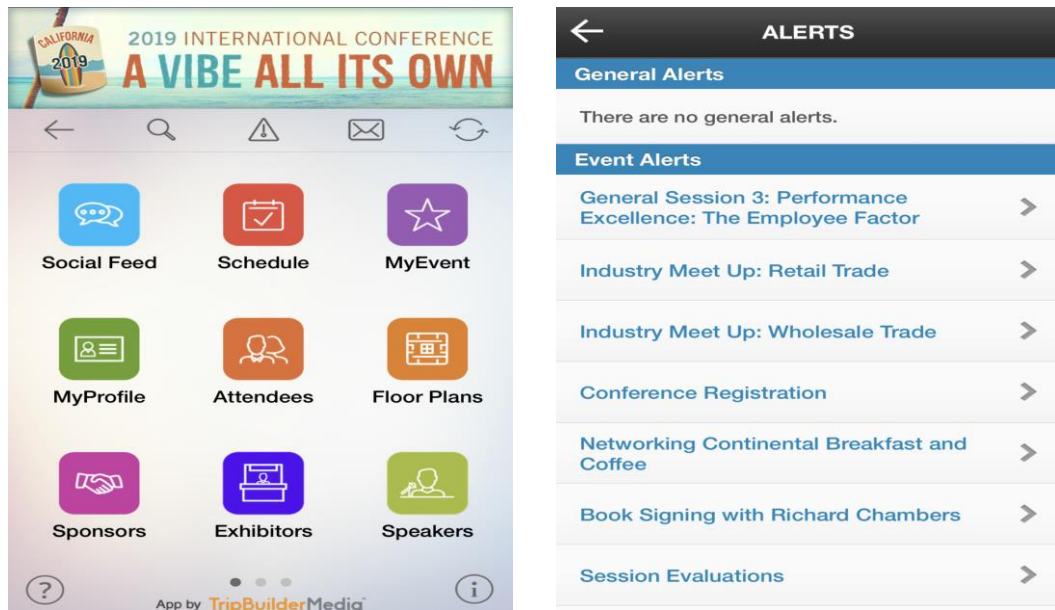 CALIFORNIA
2019
2019 INTERNATIONAL CONFERENCE
A VIBE ALL ITS OWN
Social Feed
Schedule
MyEvent
MyProfile
Attendees
Floor Plans
Sponsors
Exhibitors
Speakers
?
i
App by TripBuilderMedia
ALERTS
General Alerts
There are no general alerts.
Event Alerts
General Session 3: Performance
Excellence: The Employee Factor
Industry Meet Up: Retail Trade
Industry Meet Up: Wholesale Trade
Conference Registration
Networking Continental Breakfast and
Coffee
Book Signing with Richard Chambers
Session Evaluations